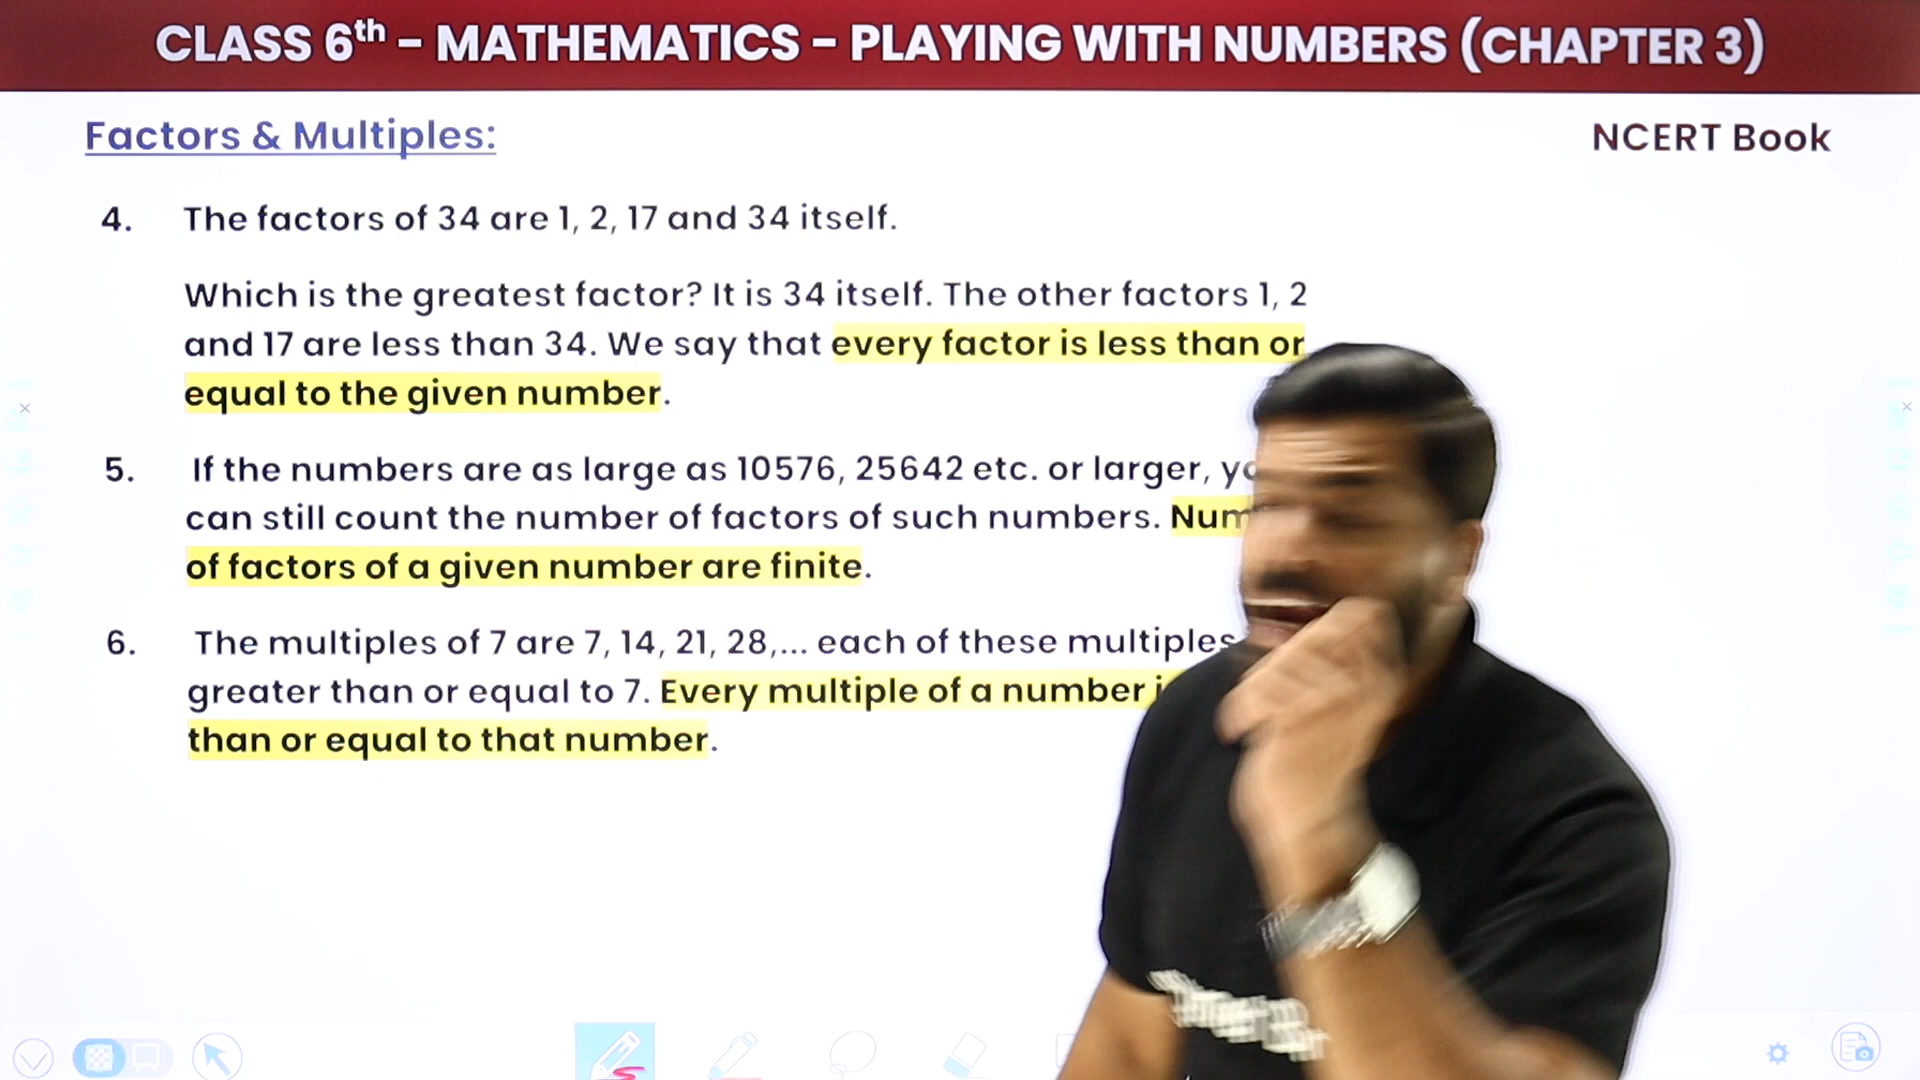 CLASS 6th - MATHEMATICS - PLAYING WITH NUMBERS (CHAPTER 3)
Factors & Multiples:
NCERT Book
4. The factors of 34 are 1, 2, 17 and 34 itself.
Which is the greatest factor? It is 34 itself. The other factors 1, 2
and 17 are less than 34. We say that every factor is less than or
equal to the given number.
5. If the numbers are as large as 10576, 25642 etc. or larger,
can still count the number of factors of such numbers.
of factors of a given number are finite.
6. The multiples of 7 are 7, 14, 21, 28,... each of these multiples
greater than or equal to 7. Every multiple of a number
than or equal to that number.